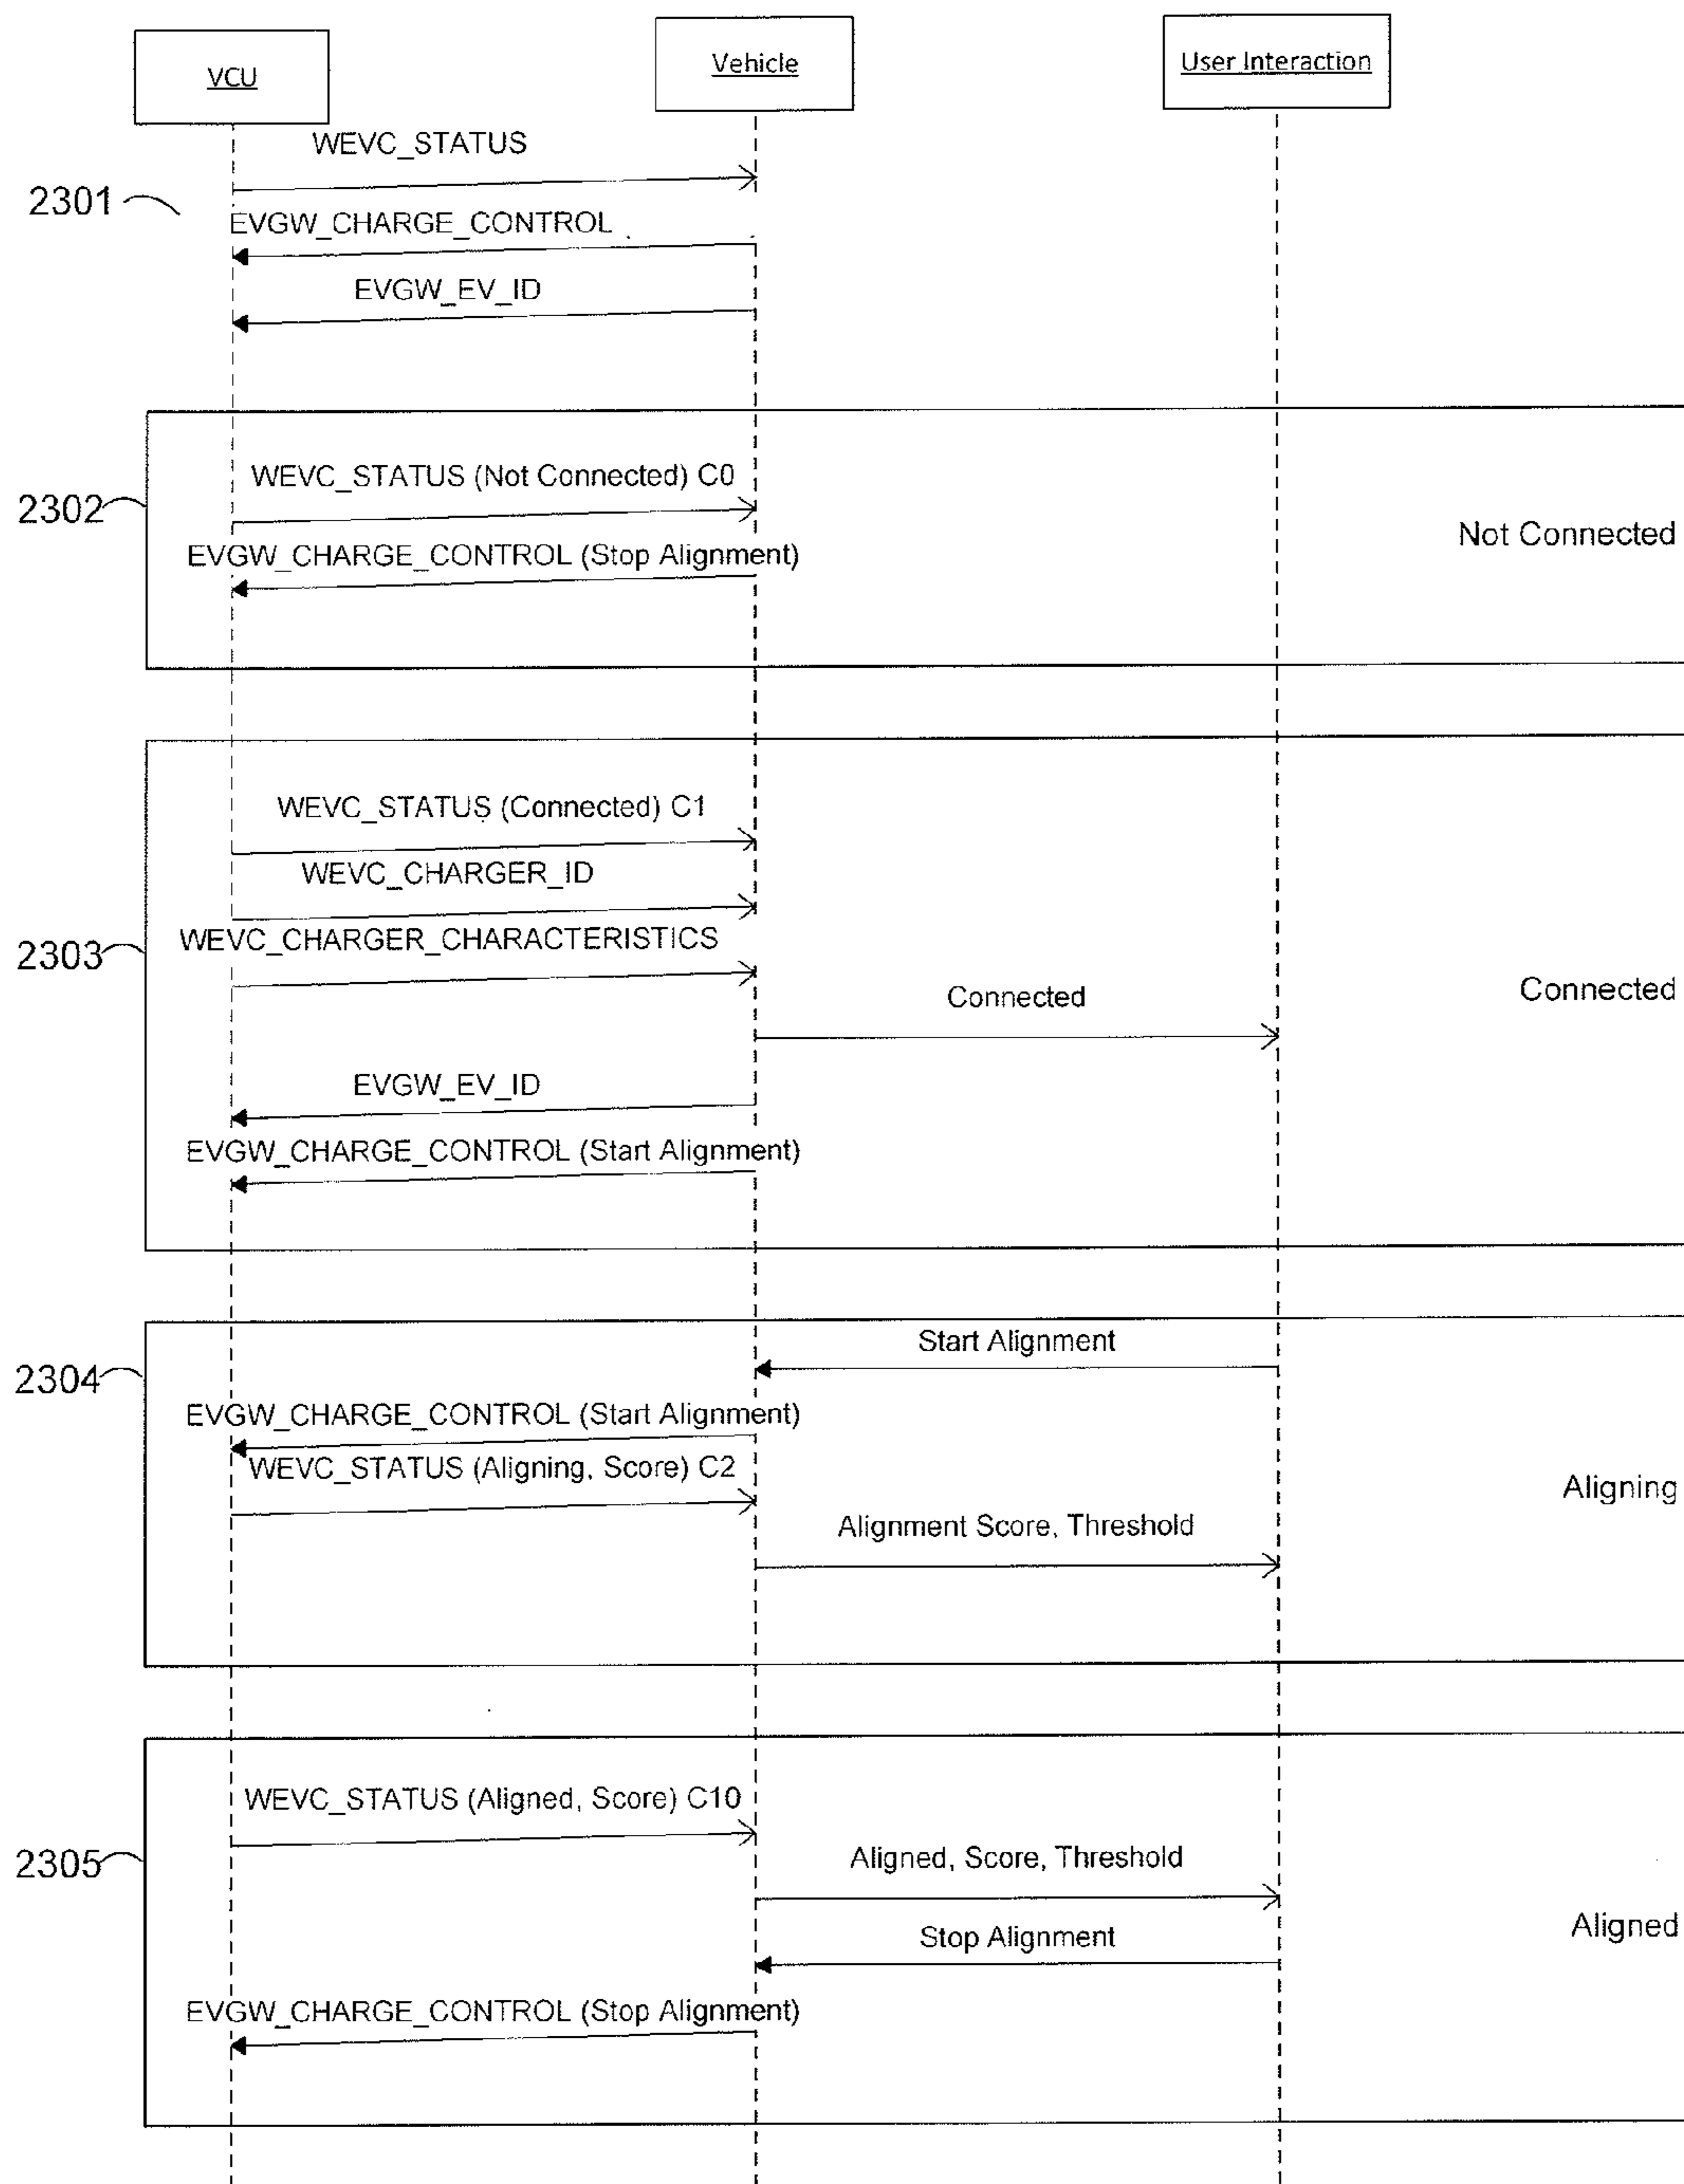 VCU
Vehicle
User Interaction
WEVC_STATUS
2301
EVGW_CHARGE_CONTROL
EVGW_EV_ID
WEVC_STATUS (Not Connected) C0
2302
Not Connected
EVGW_CHARGE_CONTROL (Stop Alignment)
WEVC_STATUS (Connected) C1
WEVC_CHARGER_ID
WEVC_CHARGER_CHARACTERISTICS
2303
Connected
Connected
EVGW_EV_ID
EVGW_CHARGE_CONTROL (Start Alignment)
Start Alignment
2304
EVGW_CHARGE_CONTROL (Start Alignment)
WEVC_STATUS (Aligning, Score) C2
Aligning
Alignment Score, Threshold
WEVC_STATUS (Aligned, Score) C10
2305
Aligned, Score, Threshold
Aligned
Stop Alignment
EVGW_CHARGE_CONTROL (Stop Alignment)